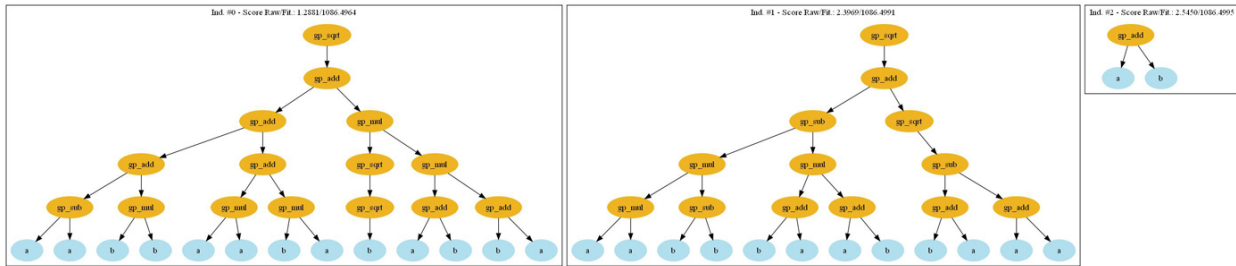 Ind. #0 - Score Raw/Fit.: 1.2881/1086.4964
gp_sqrt
gp_add
gp_add gp_mul
gp_add gp_add gp_sqrt gp_mul
gp_sub gp_mul gp_mul gp_mul gp_sqrt gp_add gp_add
a a b b a a b a b a b b a
Ind. #1 - Score Raw/Fit.: 2.3969/1086.4991
gp_sqrt
gp_add
gp_sub gp_sqrt
gp_mul gp_mul gp_sub
gp_mul gp_sub gp_add gp_add gp_add gp_add
a a b b b a a b b a a a
Ind. #2 - Score Raw/Fit.: 2.5450/1086.4995
gp_add
a b